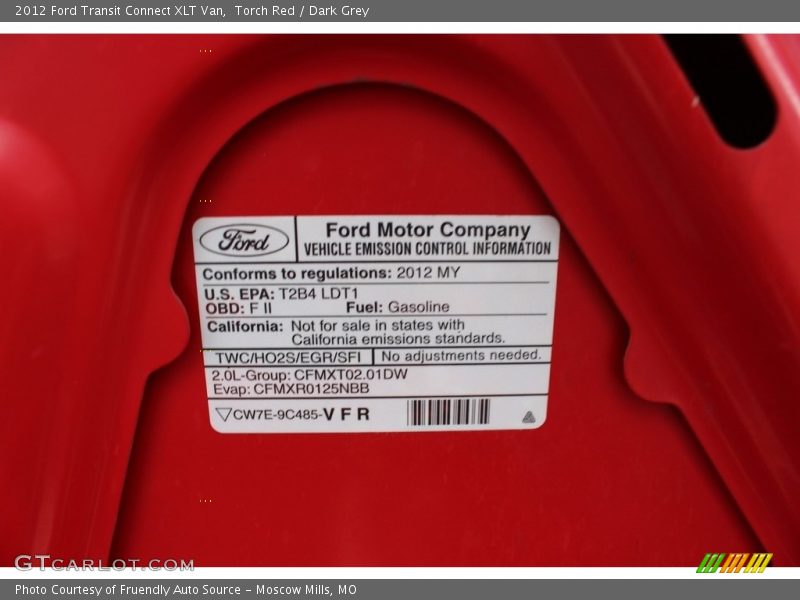 2012 Ford Transit Connect XLT Van,  Torch Red / Dark Grey
Ford
Ford Motor Company
VEHICLE EMISSION CONTROL INFORMATION
Conforms to regulations: 2012 MY
U.S. EPA: T2B4 LDT1
OBD: F II Fuel: Gasoline
California: Not for sale in states with
California emissions standards.
TWC/HO2S/EGR/SFI No adjustments needed.
2.0L-Group: CFMXT02.01DW
Evap: CFMXR0125NBB
CW7E-9C485-V F R
GTCARLOT.COM
Photo Courtesy of Fruendly Auto Source – Moscow Mills, MO